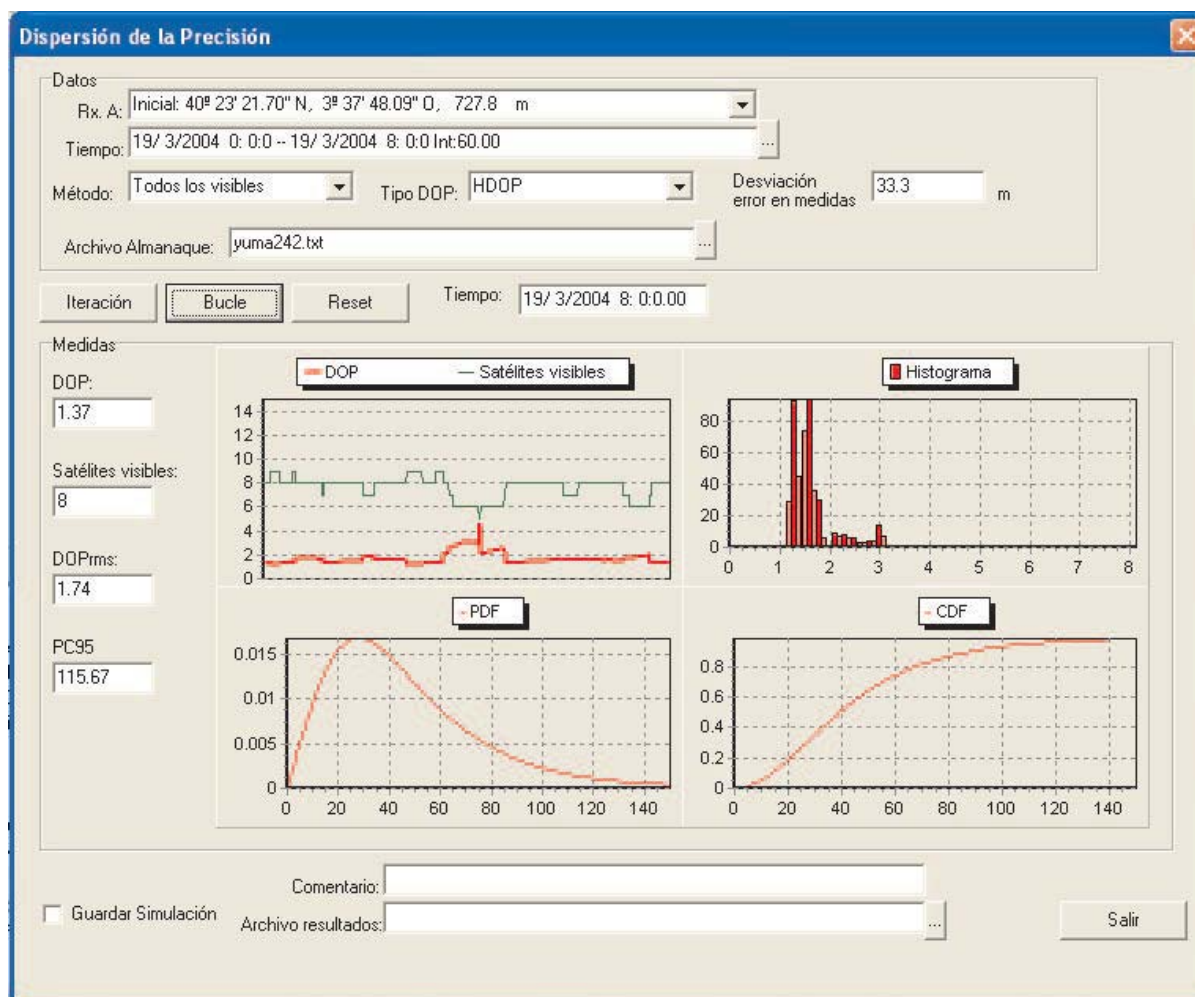 Dispersión de la Precisión
Datos
Rx. A: Inicial: 40º 23' 21.70" N, 3º 37' 48.09" O, 727.8 m
Tiempo: 19/ 3/2004 0: 0:0 -- 19/ 3/2004 8: 0:0 Int:60.00 ...
Método: Todos los visibles Tipo DOP: HDOP Desviación error en medidas 33.3 m
Archivo Almanaque: yuma242.txt ...
Iteración Bucle Reset Tiempo: 19/ 3/2004 8: 0:0.00
Medidas
DOP:
1.37
Satélites visibles:
8
DOPrms:
1.74
PC95
115.67
DOP Satélites visibles
14
12
10
8
6
4
2
0
Histograma
80
60
40
20
0
0 1 2 3 4 5 6 7 8
PDF
0.015
0.01
0.005
0
0 20 40 60 80 100 120 140
CDF
0.8
0.6
0.4
0.2
0
0 20 40 60 80 100 120 140
Comentario:
Guardar Simulación
Archivo resultados: ...
Salir